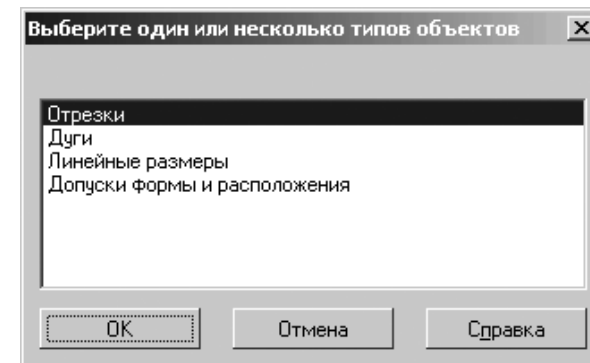 Выберите один или несколько типов объектов
Отрезки
Дуги
Линейные размеры
Допуски формы и расположения
OK
Отмена
Справка